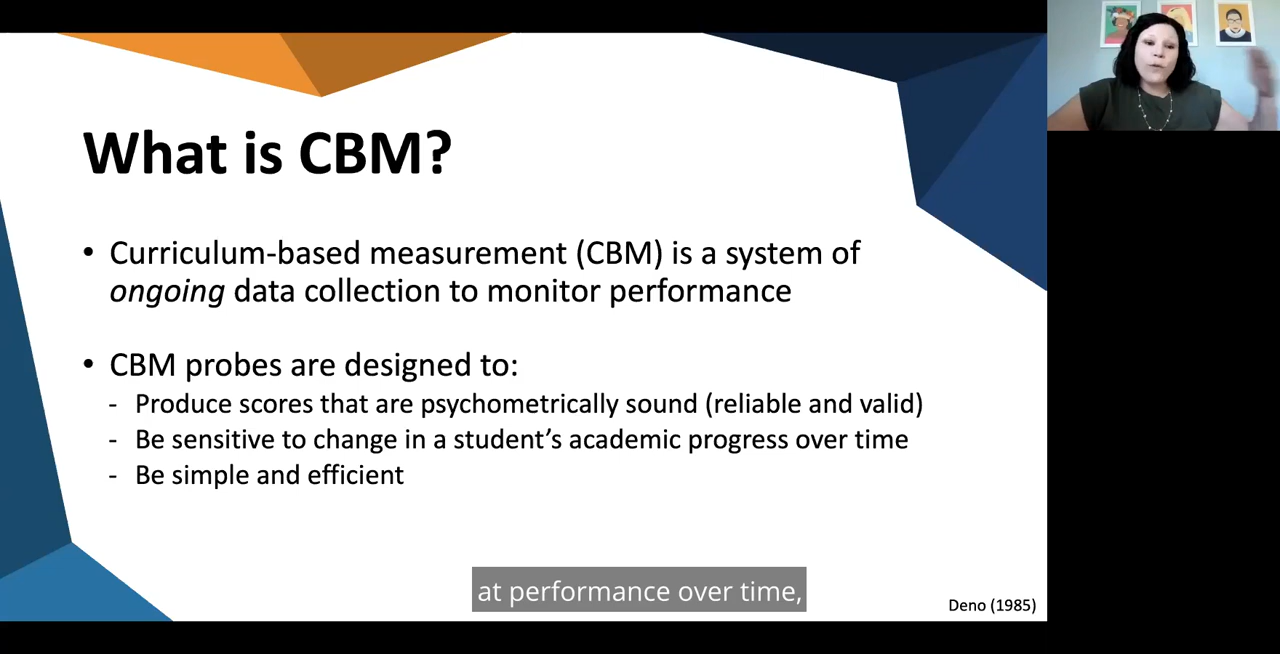 What is CBM?
• Curriculum-based measurement (CBM) is a system of
ongoing data collection to monitor performance
• CBM probes are designed to:
- Produce scores that are psychometrically sound (reliable and valid)
- Be sensitive to change in a student’s academic progress over time
- Be simple and efficient
at performance over time,
Deno (1985)